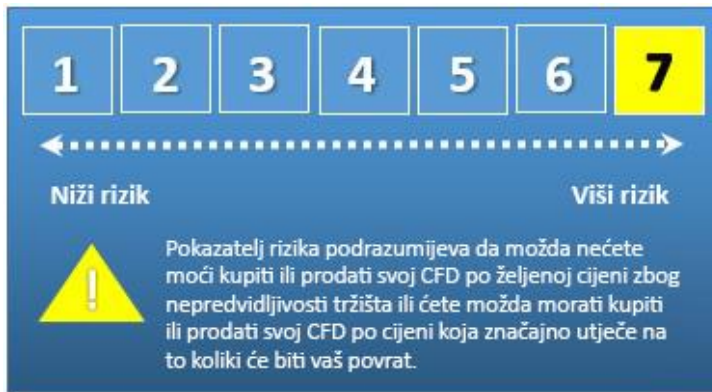 1 2 3 4 5 6 7
Niži rizik Viši rizik
!
Pokazatelj rizika podrazumijeva da možda nećete
moći kupiti ili prodati svoj CFD po željenoj cijeni zbog
nepredvidljivosti tržišta ili ćete možda morati kupiti
ili prodati svoj CFD po cijeni koja značajno utječe na
to koliki će biti vaš povrat.